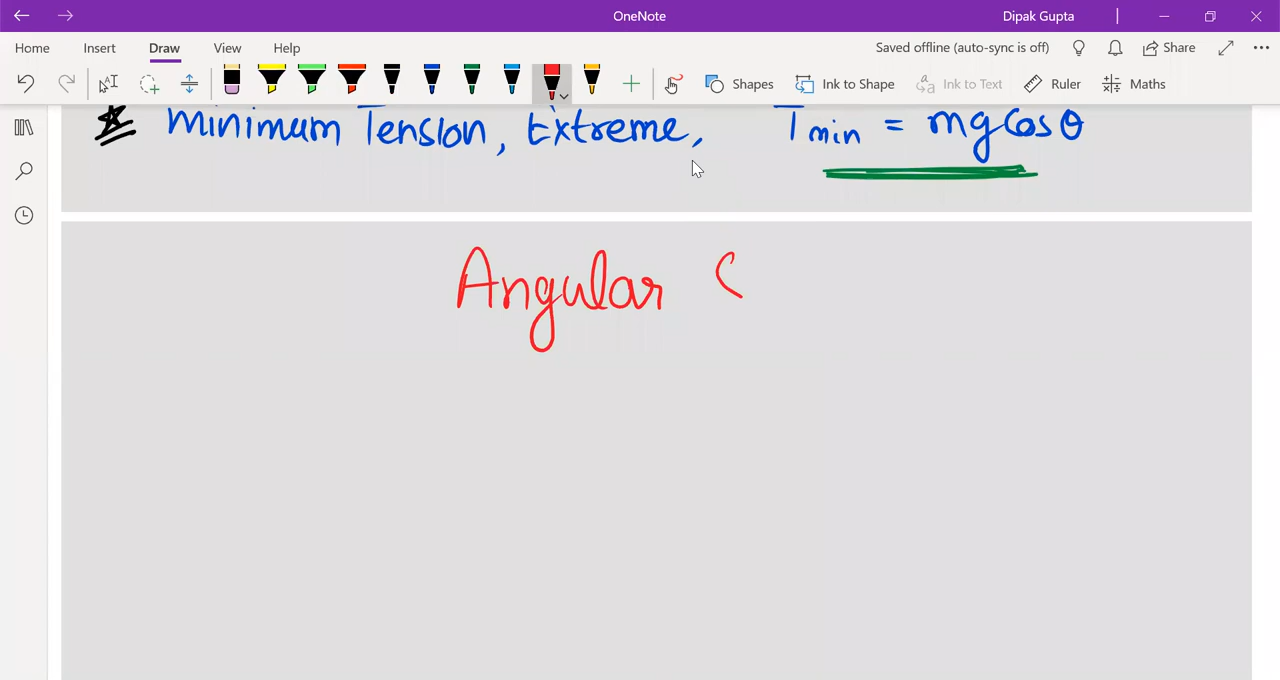 OneNote
Dipak Gupta
Home Insert Draw View Help
Saved offline (auto-sync is off) Share
Shapes Ink to Shape Ink to Text Ruler Maths
Minimum Tension, Extreme, Tmin = mg Cos θ
Angular S